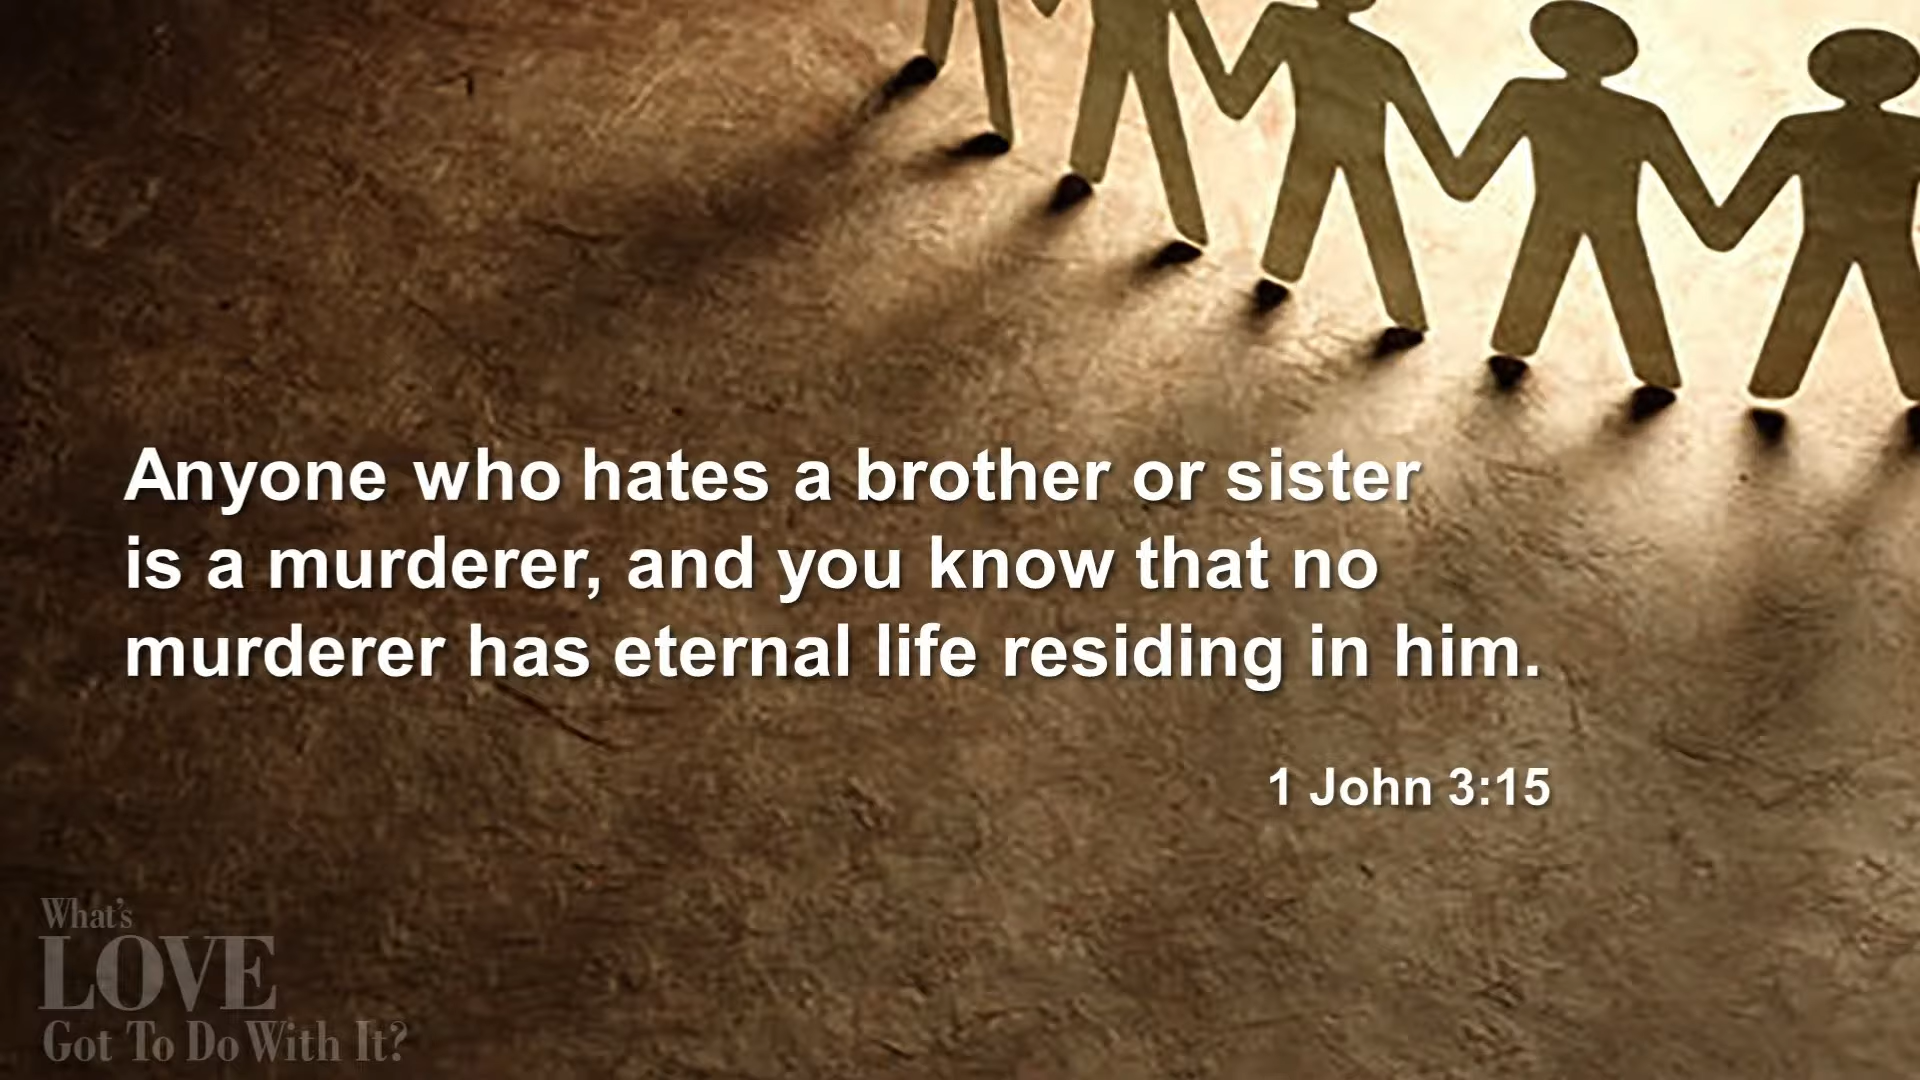 Anyone who hates a brother or sister
is a murderer, and you know that no
murderer has eternal life residing in him.
1 John 3:15
What's
LOVE
Got To Do With It?